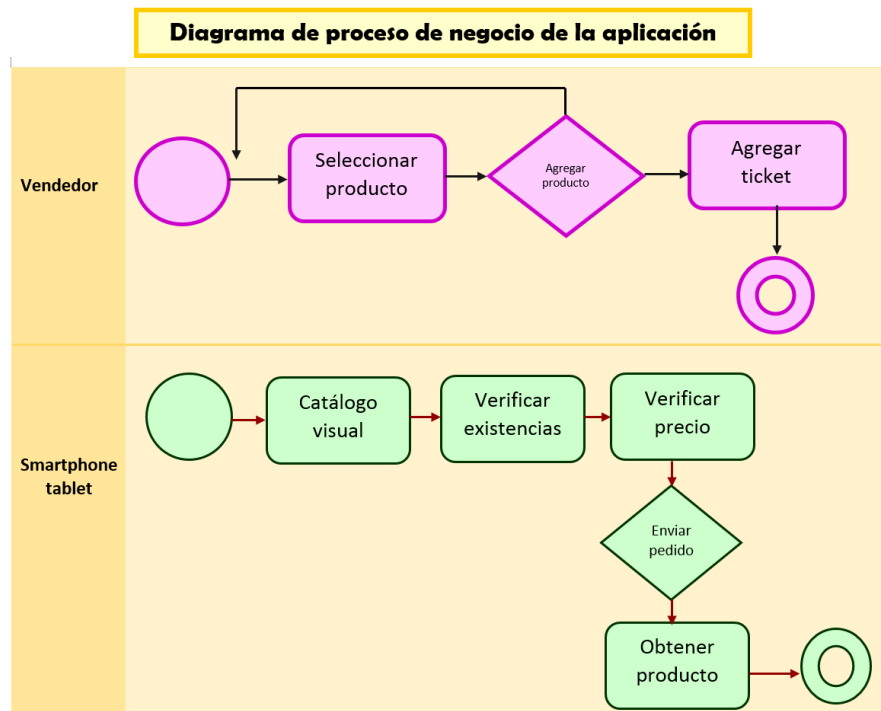 Diagrama de proceso de negocio de la aplicación
Vendedor
Seleccionar
producto
Agregar
producto
Agregar
ticket
Smartphone
tablet
Catálogo
visual
Verificar
existencias
Verificar
precio
Enviar
pedido
Obtener
producto